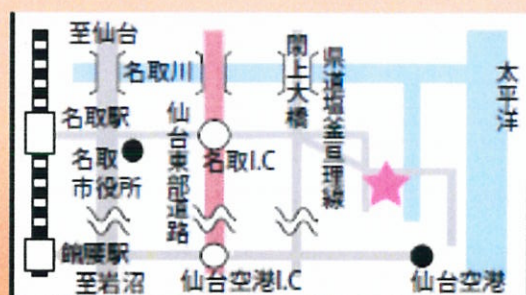 至仙台
名取川
閖上大橋
県道塩釜亘理線
太平洋
名取駅
仙台東部道路
名取I.C
名取
市役所
館腰駅
至岩沼
仙台空港I.C
仙台空港